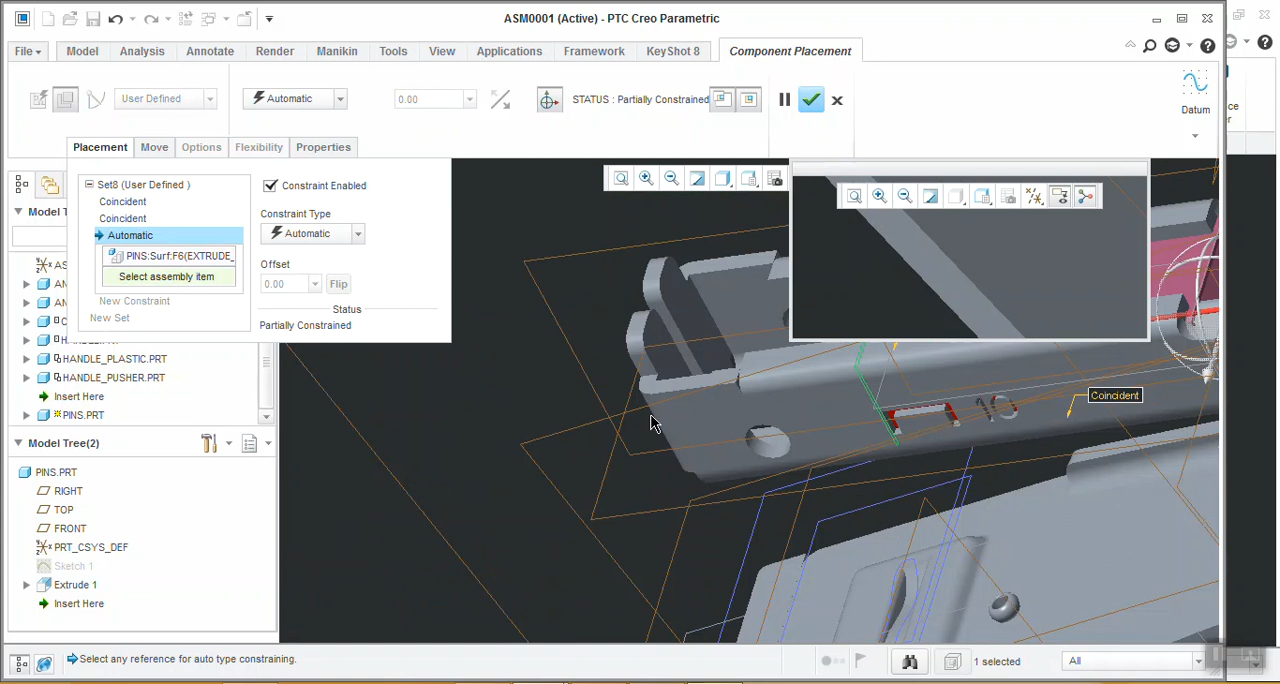 ASM0001 (Active) - PTC Creo Parametric
File Model Analysis Annotate Render Manikin Tools View Applications Framework KeyShot 8 Component Placement
User Defined Automatic 0.00 STATUS : Partially Constrained
Datum
Placement Move Options Flexibility Properties
Set8 (User Defined )
Coincident
Coincident
Automatic
PINS:Surf:F6(EXTRUDE_
Select assembly item
New Constraint
New Set
Constraint Enabled
Constraint Type
Automatic
Offset
0.00 Flip
Status
Partially Constrained
HANDLE_PLASTIC.PRT
HANDLE_PUSHER.PRT
Insert Here
PINS.PRT
Model Tree(2)
PINS.PRT
RIGHT
TOP
FRONT
PRT_CSYS_DEF
Sketch 1
Extrude 1
Insert Here
Coincident
Select any reference for auto type constraining.
1 selected
All